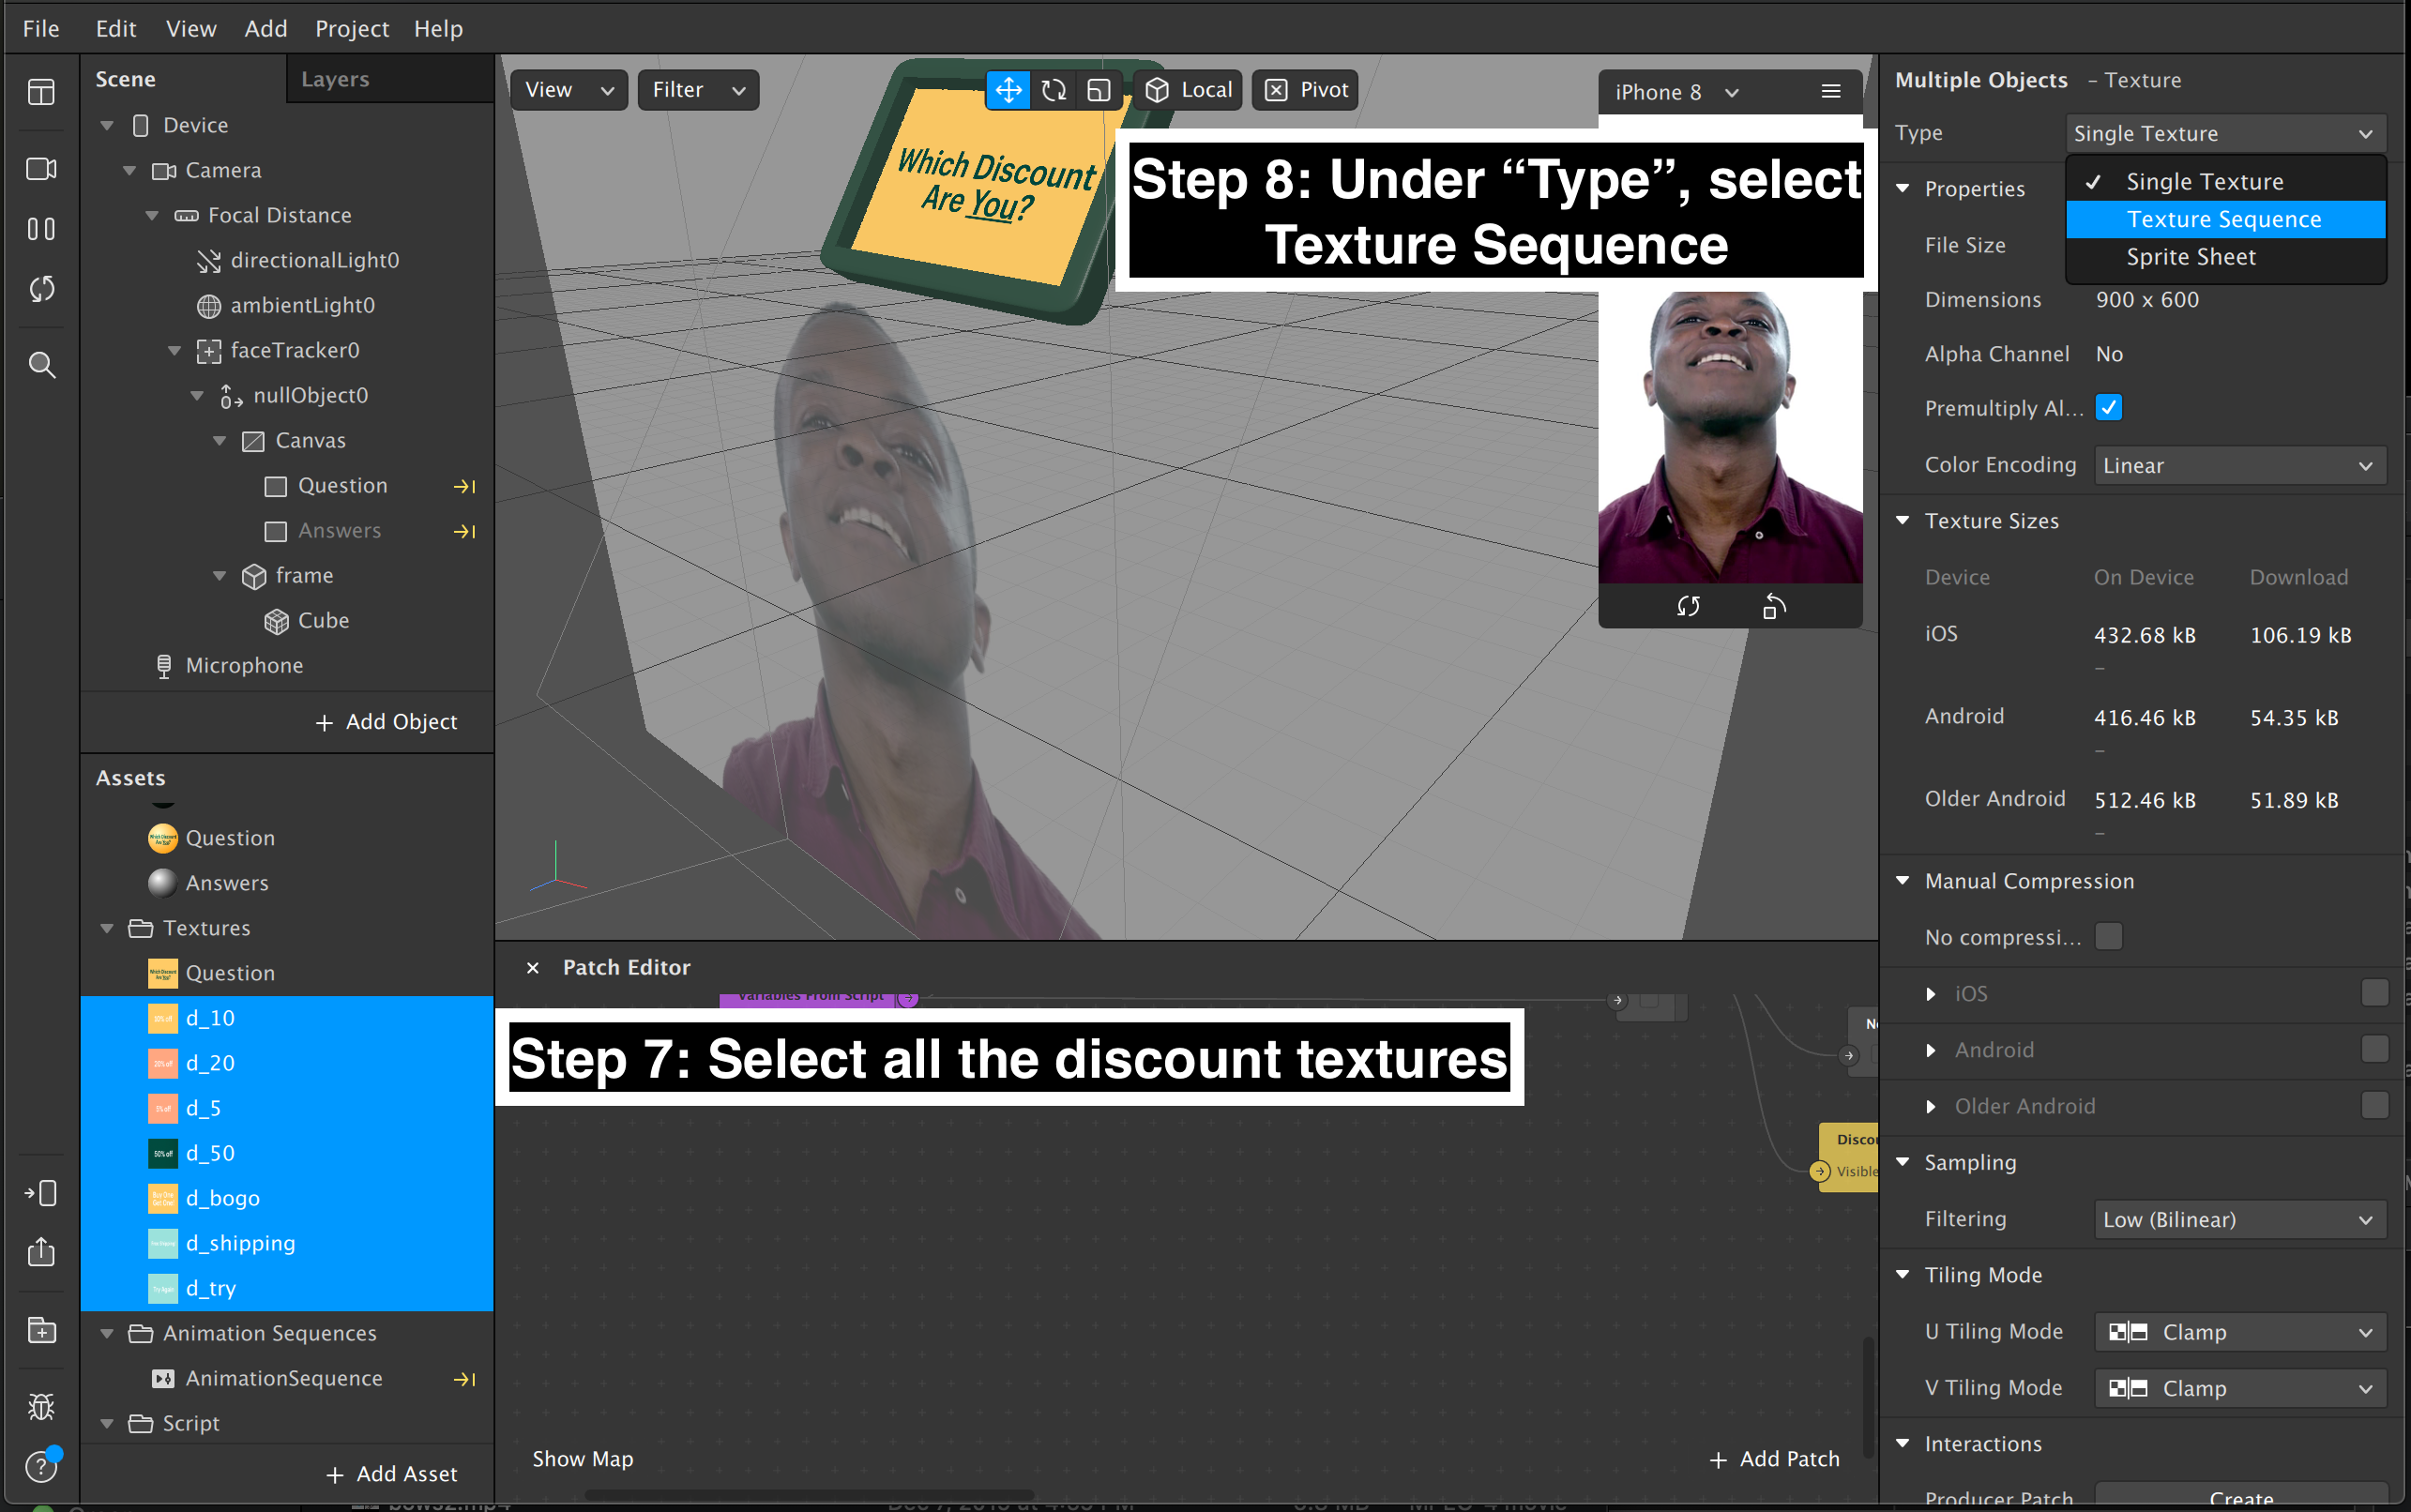 File Edit View Add Project Help
Scene
Layers
Device
Camera
Focal Distance
directionalLight0
ambientLight0
faceTracker0
nullObject0
Canvas
Question
Answers
frame
Cube
Microphone
+ Add Object
Assets
Question
Answers
Textures
Question
d_10
d_20
d_5
d_50
d_bogo
d_shipping
d_try
Animation Sequences
AnimationSequence
Script
+ Add Asset
View
Filter
Local
Pivot
Which Discount
Are You?
iPhone 8
Step 8: Under “Type”, select
Texture Sequence
Patch Editor
Variables From Script
Step 7: Select all the discount textures
Visible
Show Map
+ Add Patch
Multiple Objects – Texture
Type Single Texture
Single Texture
Texture Sequence
Sprite Sheet
Properties
File Size
Dimensions 900 x 600
Alpha Channel No
Premultiply Al...
Color Encoding Linear
Texture Sizes
Device On Device Download
iOS 432.68 kB 106.19 kB
–
Android 416.46 kB 54.35 kB
–
Older Android 512.46 kB 51.89 kB
–
Manual Compression
No compressi...
iOS
Android
Older Android
Sampling
Filtering Low (Bilinear)
Tiling Mode
U Tiling Mode Clamp
V Tiling Mode Clamp
Interactions
Producer Patch Create